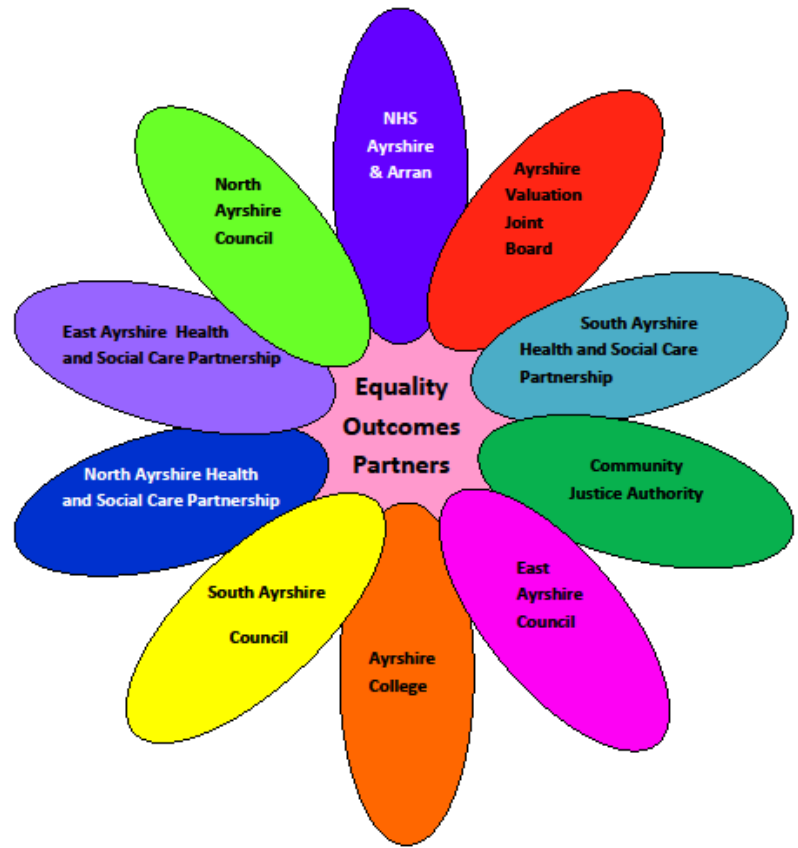 NHS
Ayrshire
& Arran
Ayrshire
Valuation
Joint
Board
South Ayrshire
Health and Social Care
Partnership
Community
Justice Authority
East
Ayrshire
Council
Ayrshire
College
South Ayrshire
Council
North Ayrshire Health
and Social Care Partnership
East Ayrshire Health
and Social Care Partnership
North
Ayrshire
Council
Equality
Outcomes
Partners